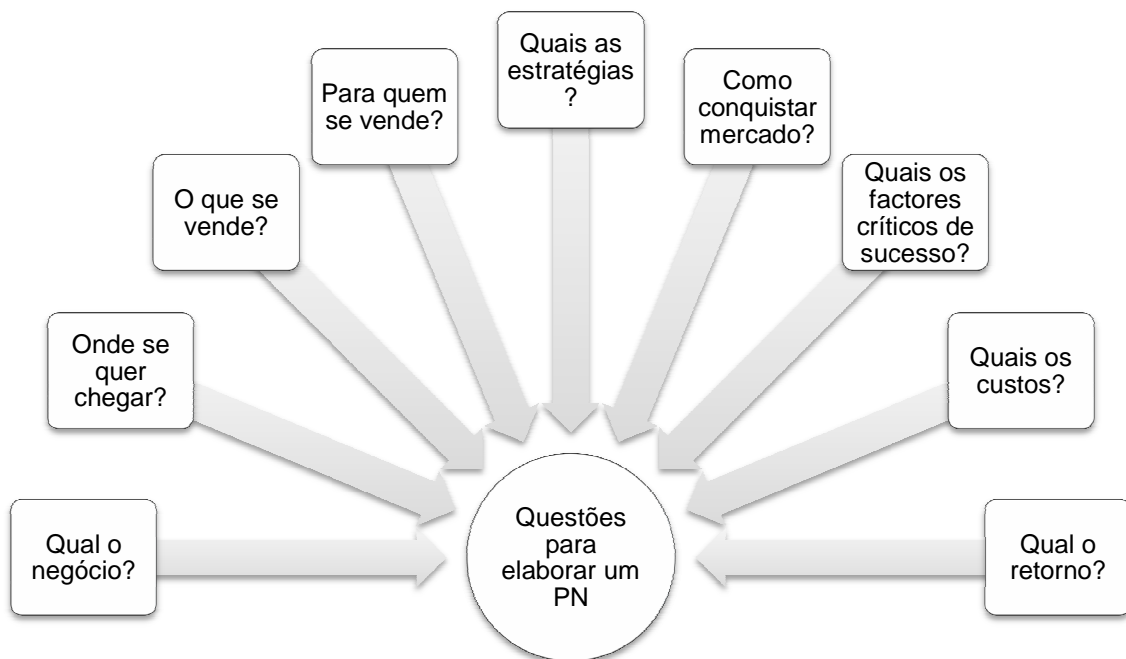 Qual o
negócio?
Onde se
quer
chegar?
O que se
vende?
Para quem
se vende?
Quais as
estratégias
?
Como
conquistar
mercado?
Quais os
factores
críticos de
sucesso?
Quais os
custos?
Qual o
retorno?
Questões
para
elaborar um
PN